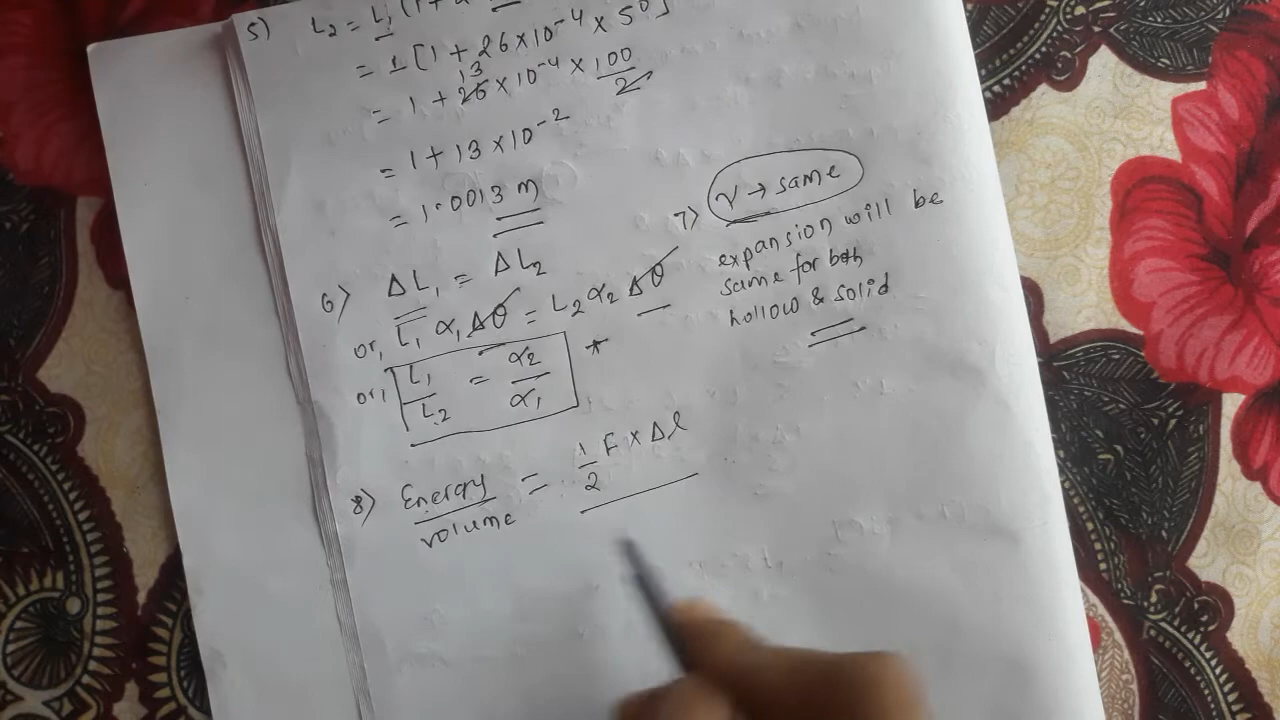 5) L₂ = L₁ (1 +
= 1 [1 + 26×10⁻⁴ × 50]
= 1 + 26 13 ×10⁻⁴ × 100/2
= 1 + 13 ×10⁻²
= 1.0013 m
6) ΔL₁ = ΔL₂
or, L₁ α₁ Δθ = L₂ α₂ Δθ
or, L₁/L₂ = α₂/α₁ *
7) γ → same
expansion will be
same for both
hollow & solid
8) Energy/volume = 1/2 F × Δl